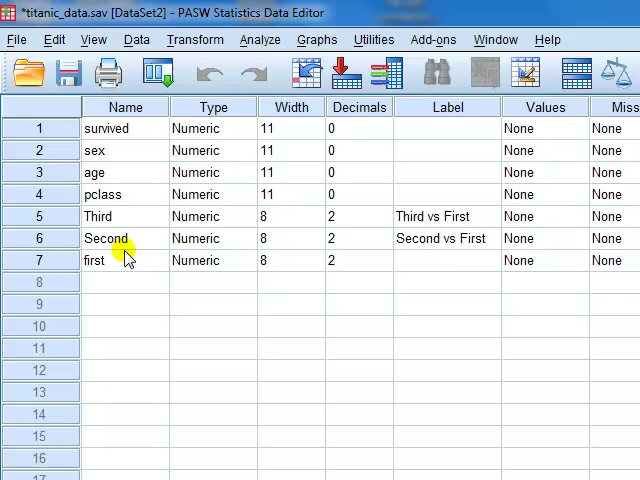 *titanic_data.sav [DataSet2] - PASW Statistics Data Editor
File Edit View Data Transform Analyze Graphs Utilities Add-ons Window Help
Name Type Width Decimals Label Values Miss
1 survived Numeric 11 0 None None
2 sex Numeric 11 0 None None
3 age Numeric 11 0 None None
4 pclass Numeric 11 0 None None
5 Third Numeric 8 2 Third vs First None None
6 Second Numeric 8 2 Second vs First None None
7 first Numeric 8 2 None None
8
9
10
11
12
13
14
15
16
17